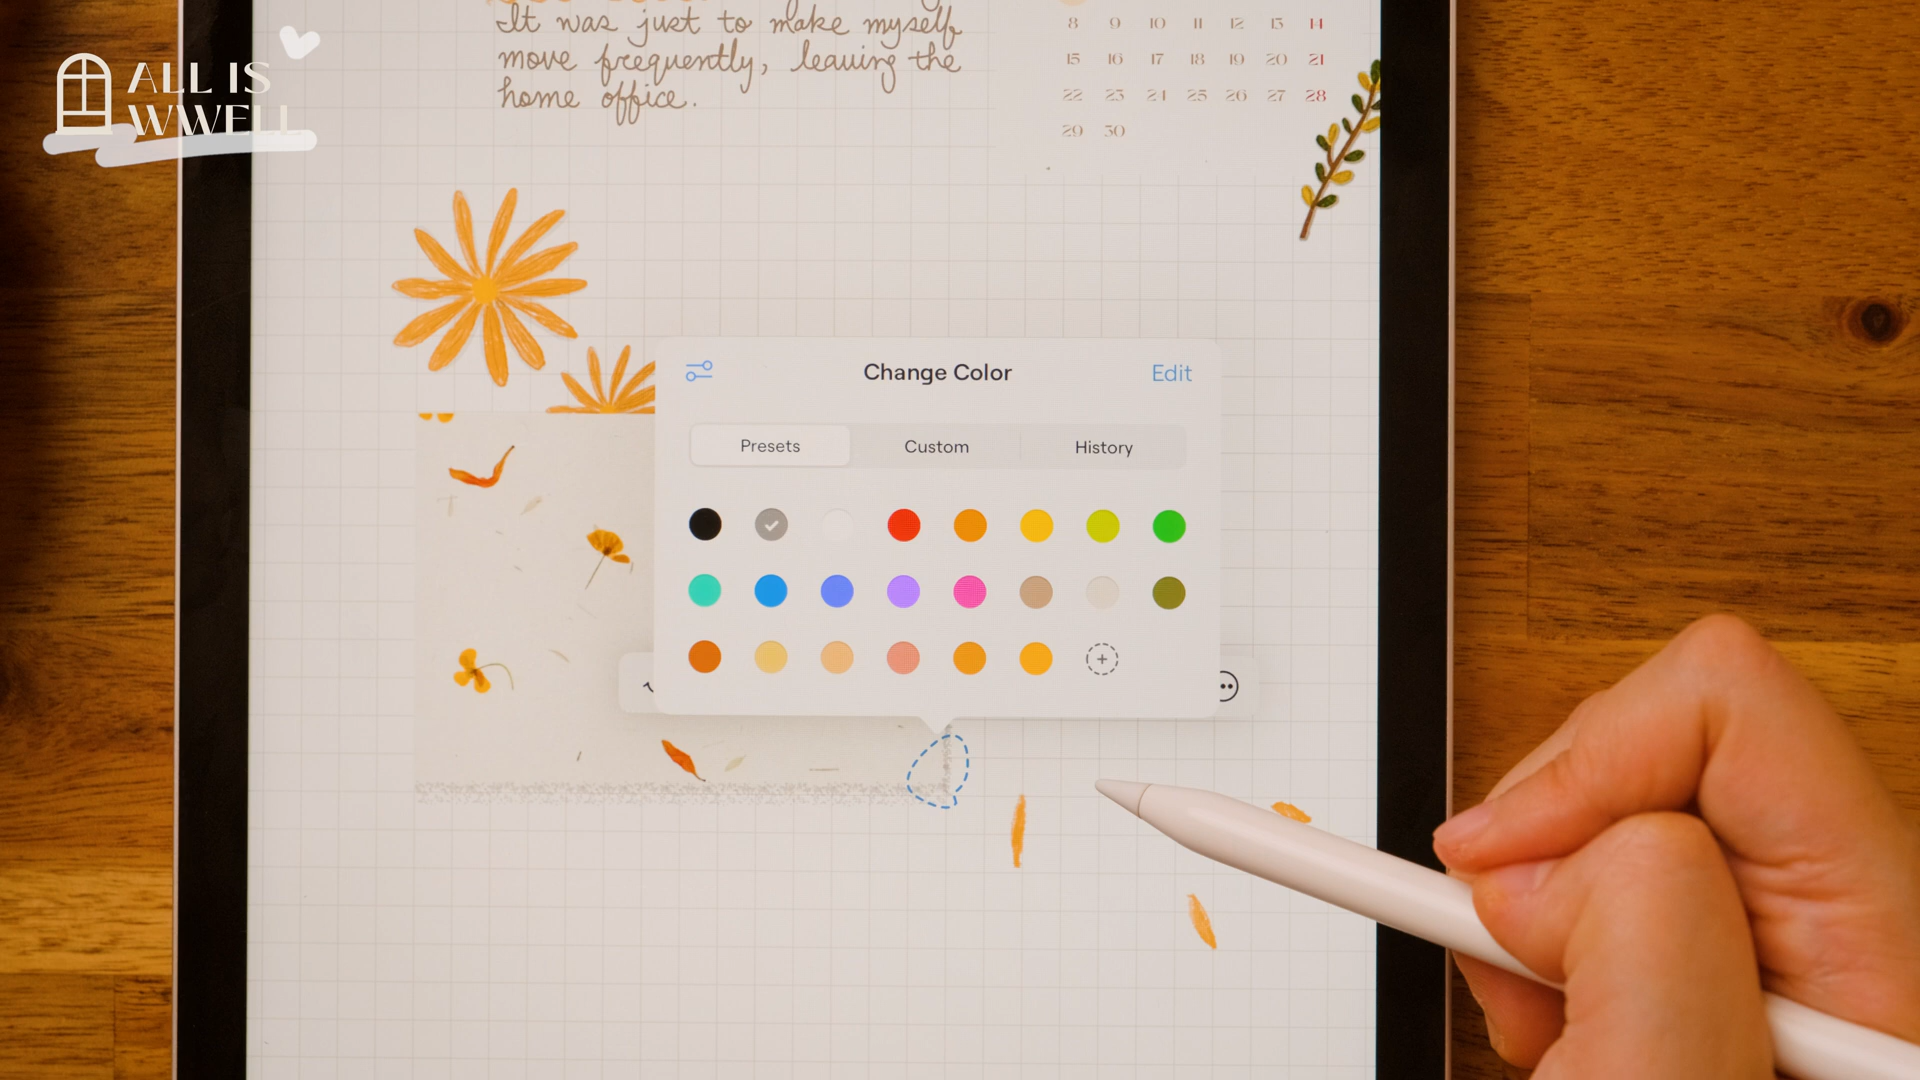 ALL IS
WWELL
It was just to make myself
move frequently, leaving the
home office.
8 9 10 11 12 13 14
15 16 17 18 19 20 21
22 23 24 25 26 27 28
29 30
Change Color
Edit
Presets
Custom
History